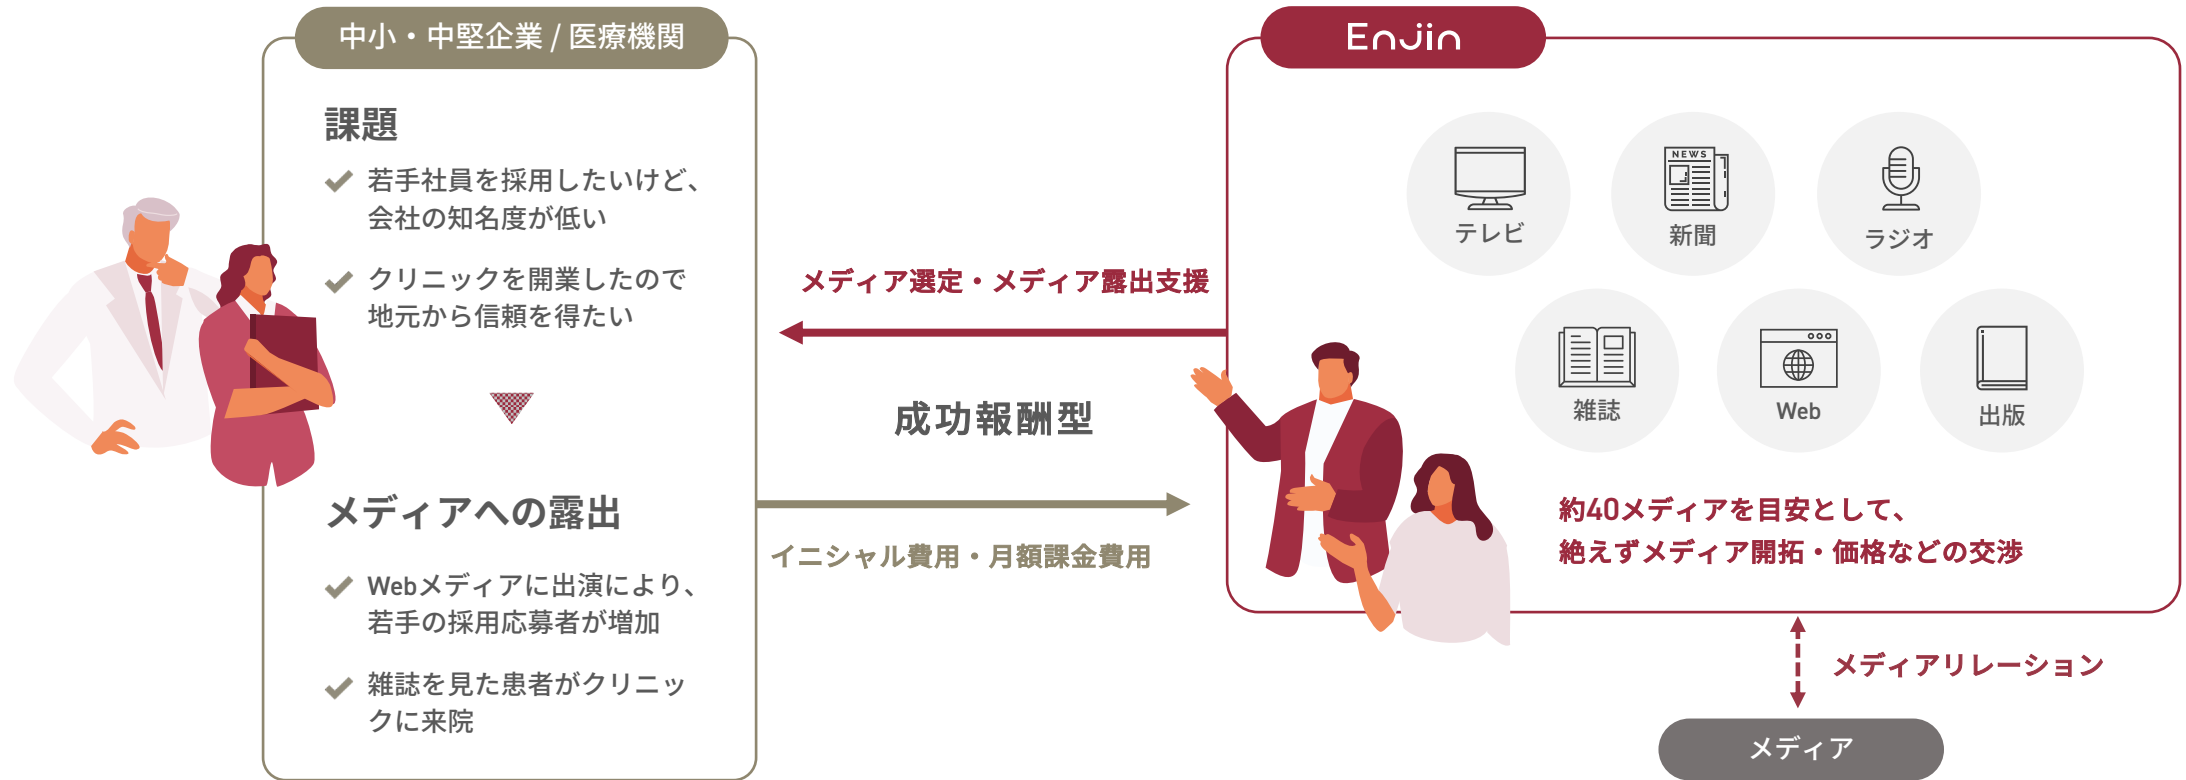 中小・中堅企業 / 医療機関
課題
若手社員を採用したいけど、
会社の知名度が低い
クリニックを開業したので
地元から信頼を得たい
メディアへの露出
Webメディアに出演により、
若手の採用応募者が増加
雑誌を見た患者がクリニッ
クに来院
メディア選定・メディア露出支援
成功報酬型
イニシャル費用・月額課金費用
Enjin
テレビ
NEWS
新聞
ラジオ
雑誌
Web
出版
約40メディアを目安として、
絶えずメディア開拓・価格などの交渉
メディアリレーション
メディア